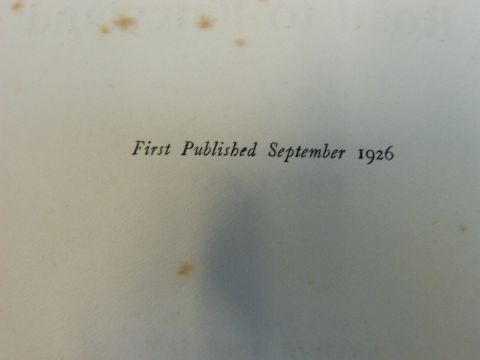 First Published September 1926